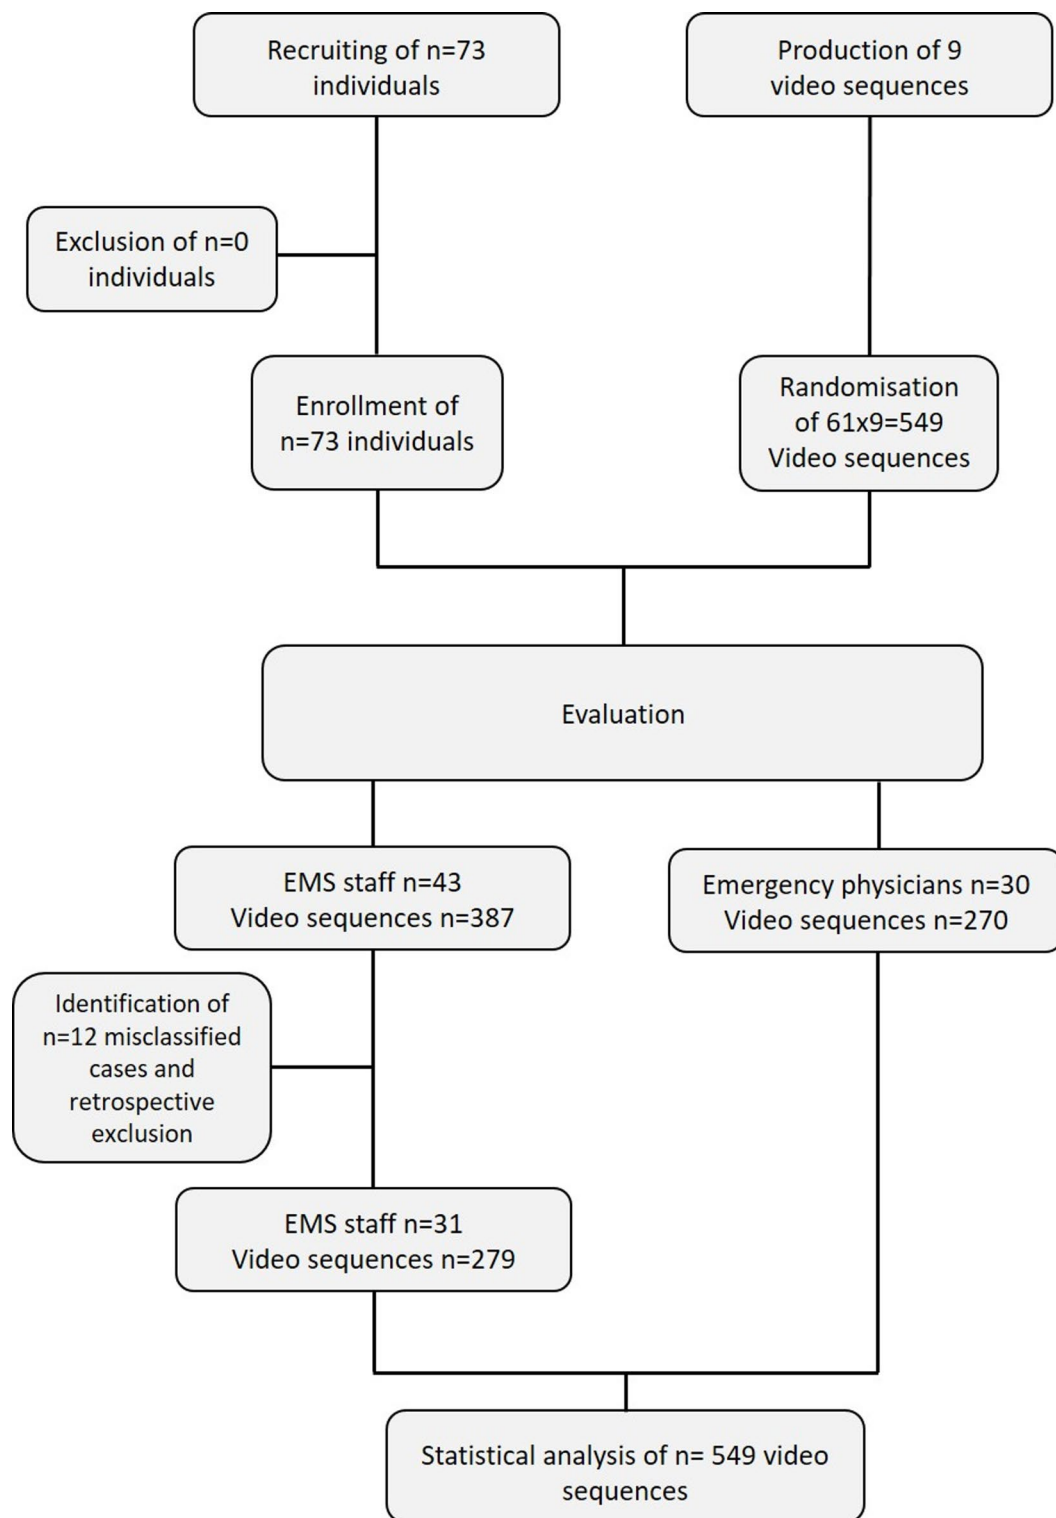 Recruiting of n=73
individuals
Production of 9
video sequences
Exclusion of n=0
individuals
Enrollment of
n=73 individuals
Randomisation
of 61x9=549
Video sequences
Evaluation
EMS staff n=43
Video sequences n=387
Emergency physicians n=30
Video sequences n=270
Identification of
n=12 misclassified
cases and
retrospective
exclusion
EMS staff n=31
Video sequences n=279
Statistical analysis of n= 549 video
sequences